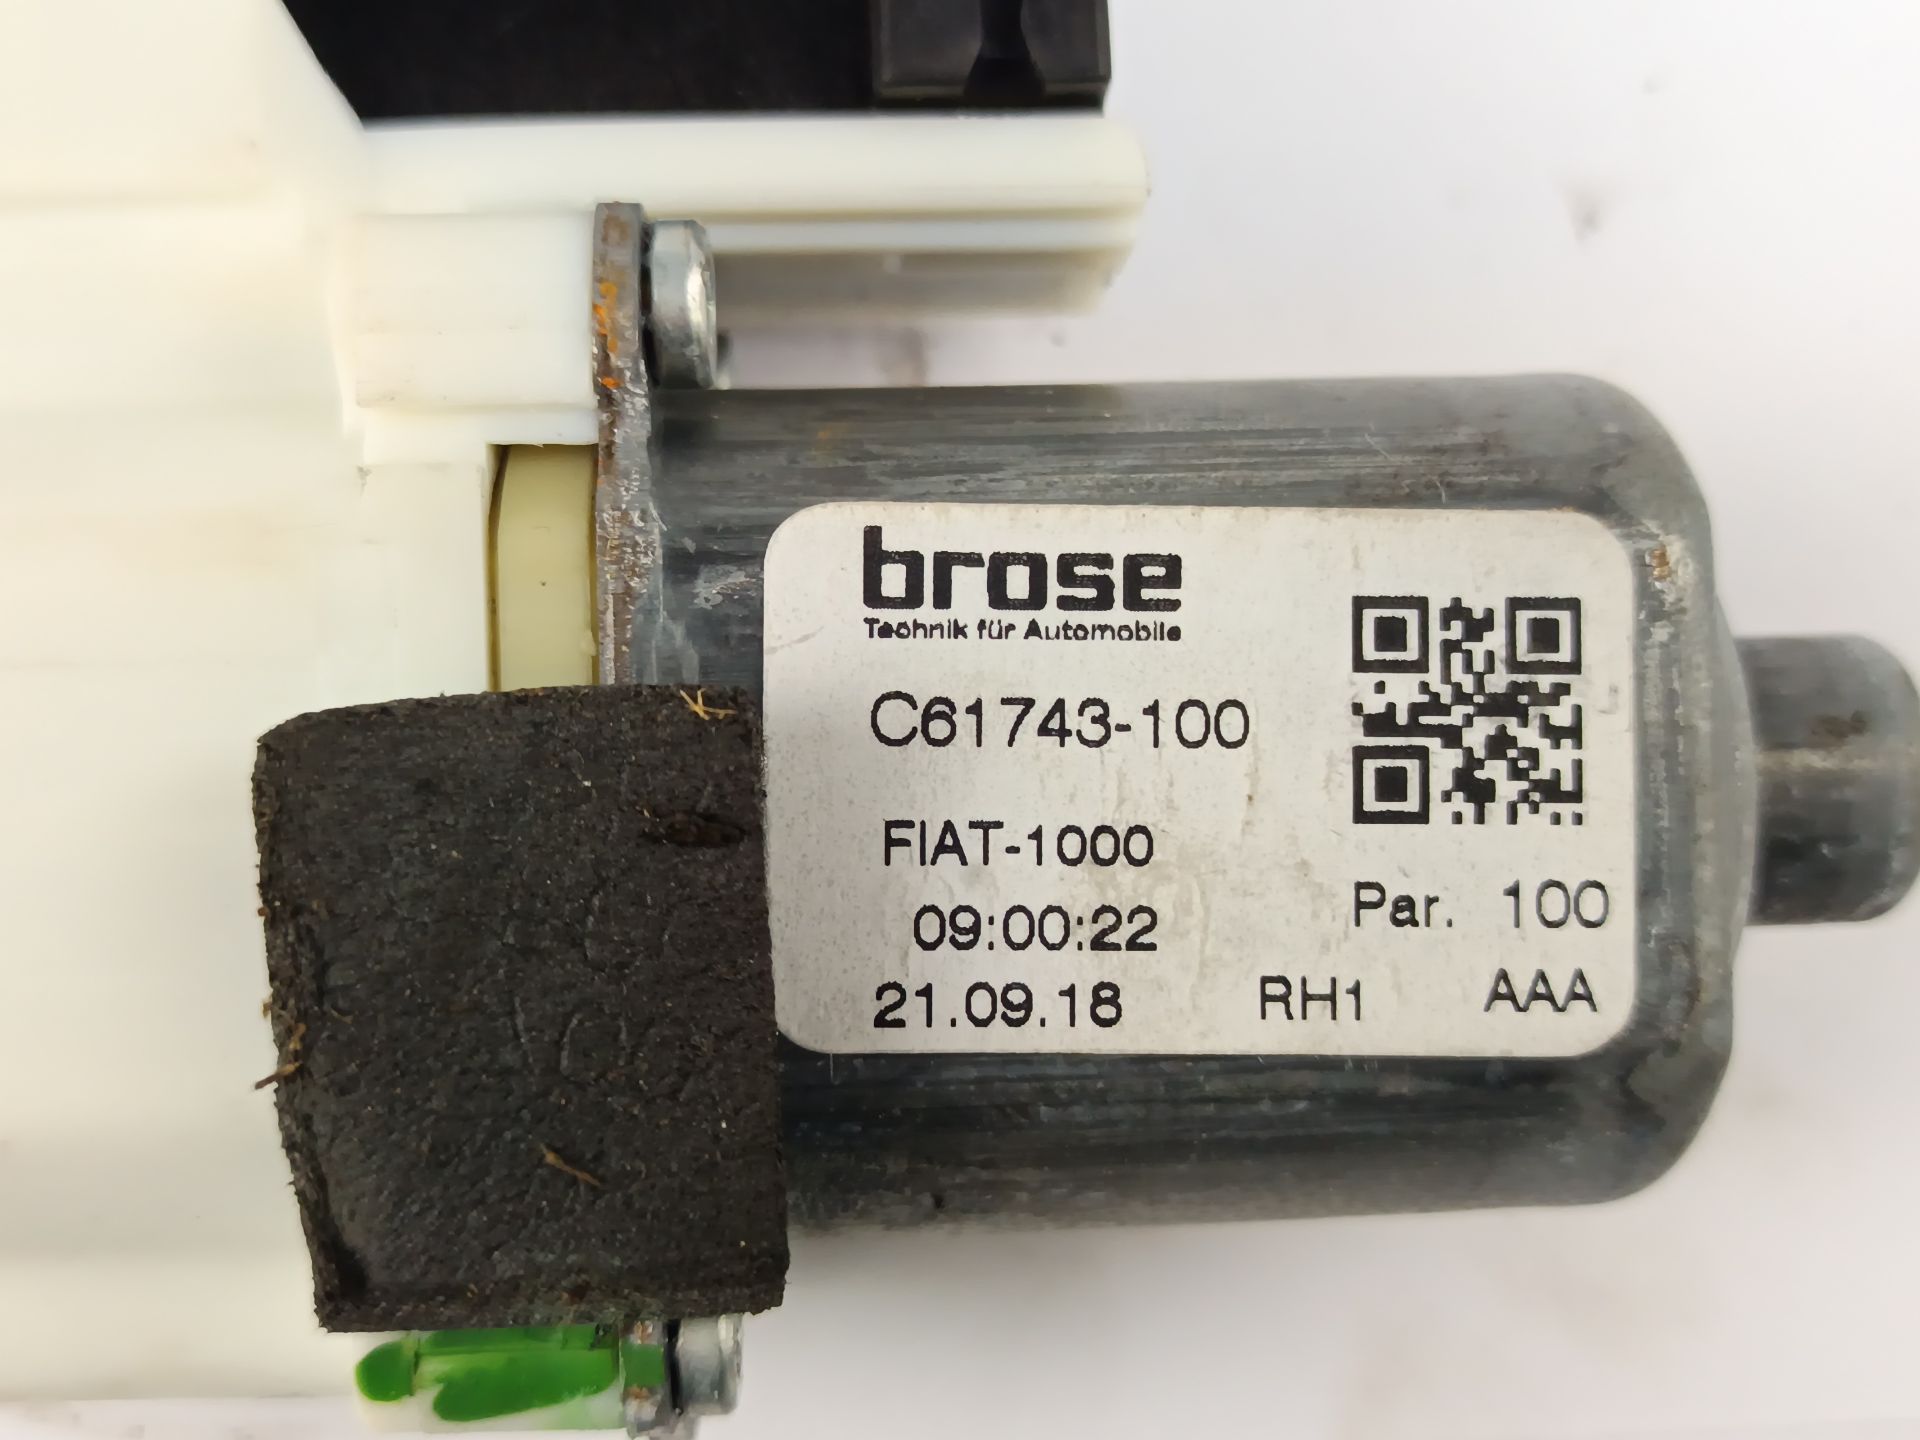 brose
Technik für Automobile
C61743-100
FIAT-1000
09:00:22
Par. 100
21.09.18 RH1 AAA